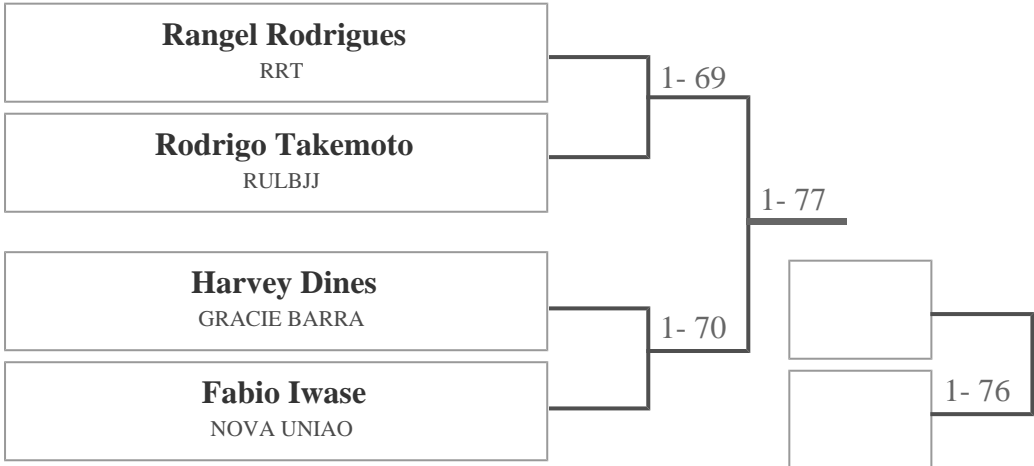 Rangel Rodrigues
RRT
1- 69
Rodrigo Takemoto
RULBJJ
1- 77
Harvey Dines
GRACIE BARRA
1- 70
Fabio Iwase
NOVA UNIAO
1- 76